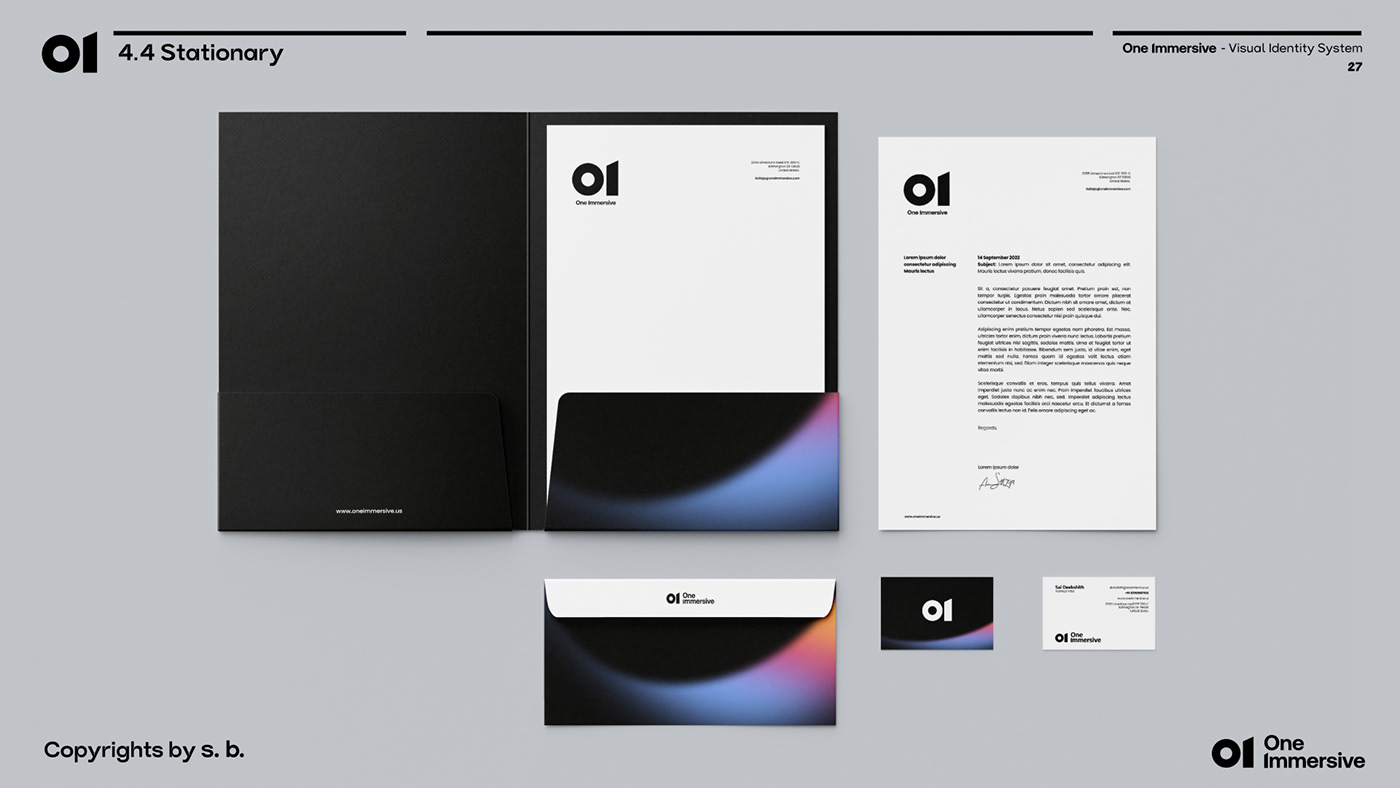 01
4.4 Stationary
One Immersive - Visual Identity System
27
01
One Immersive
United States
www.oneimmersive.us
01
One Immersive
United States
Lorem ipsum dolor
consectetur adipiscing
Mauris lectus
14 September 2022
Subject: Lorem ipsum dolor sit amet, consectetur adipiscing elit.
Mauris lectus viverra pretium, donec facilisis quis.
Sit a, consectetur posuere feugiat amet. Pretium proin est, non
tempor turpis. Egestas proin malesuada tortor ornare placerat
consectetur ut condimentum. Dictum nibh sit ornare amet, dictum at
ullamcorper in lacus. Netus sapien sed scelerisque ante. Nec,
ullamcorper senectus consectetur nisl proin quisque dui.
Adipiscing enim pretium tempor egestas nam pharetra. Est massa,
ultricies tortor enim, dictum proin viverra nunc lectus. Lobortis pretium
feugiat ultrices nisl sagittis, sodales mattis. Urna et feugiat tortor ut
enim facilisis in habitasse. Bibendum sem justo, id vitae enim, eget
mattis sed nulla. Fames quam id egestas velit lectus etiam
elementum nisi, sed. Diam integer scelerisque maecenas quis neque
vitae morbi.
Scelerisque convallis et eros, tempus quis tellus viverra. Amet
imperdiet justo nunc ac enim nec. Proin imperdiet faucibus ultrices
eget. Sodales dapibus nibh nec, sed. Imperdiet adipiscing lectus
malesuada egestas facilisis orci nascetur arcu. Et dictumst a fames
convallis lectus non id. Felis ornare adipiscing eget ac.
Regards,
Lorem ipsum dolor
www.oneimmersive.us
01 One
Immersive
01
Sai Deekshith
01 One
Immersive
Copyrights by s. b.
01 One
Immersive